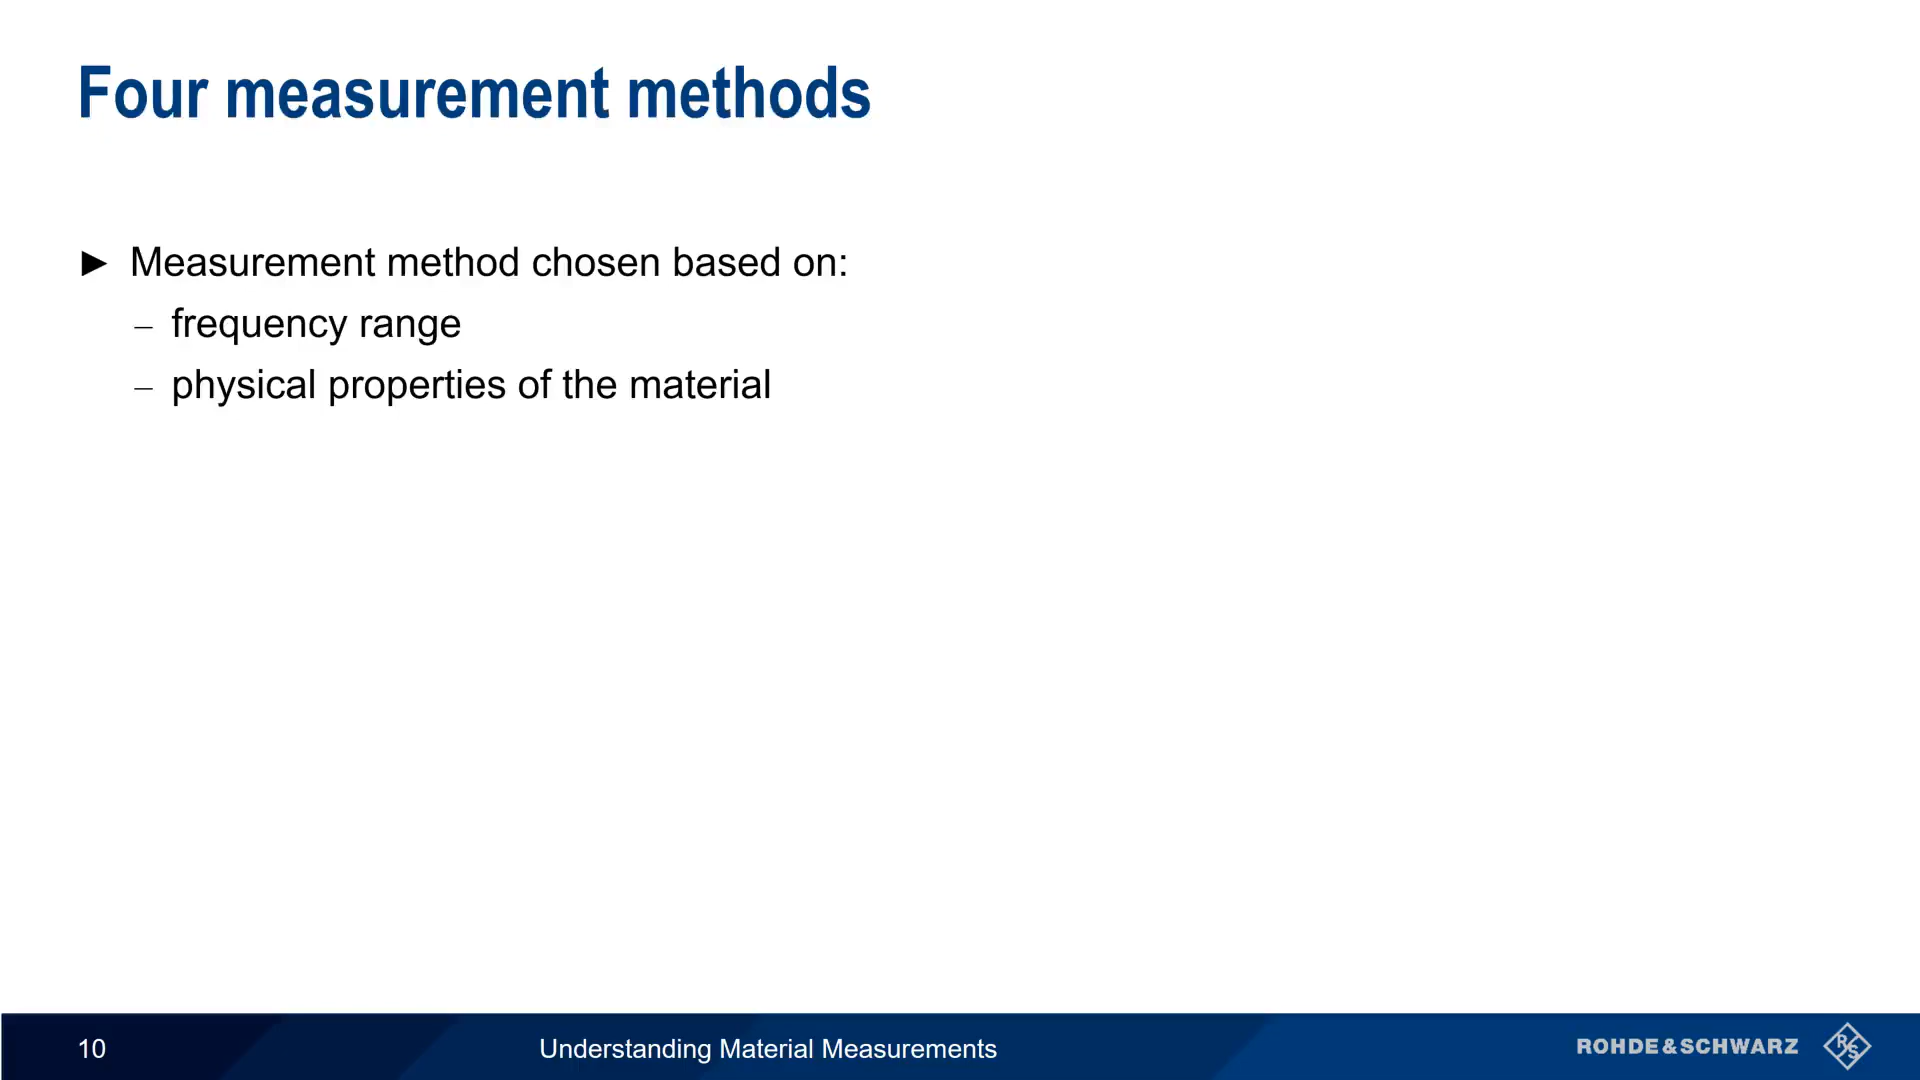 Four measurement methods
► Measurement method chosen based on:
– frequency range
– physical properties of the material
10
Understanding Material Measurements
ROHDE&SCHWARZ
R&S